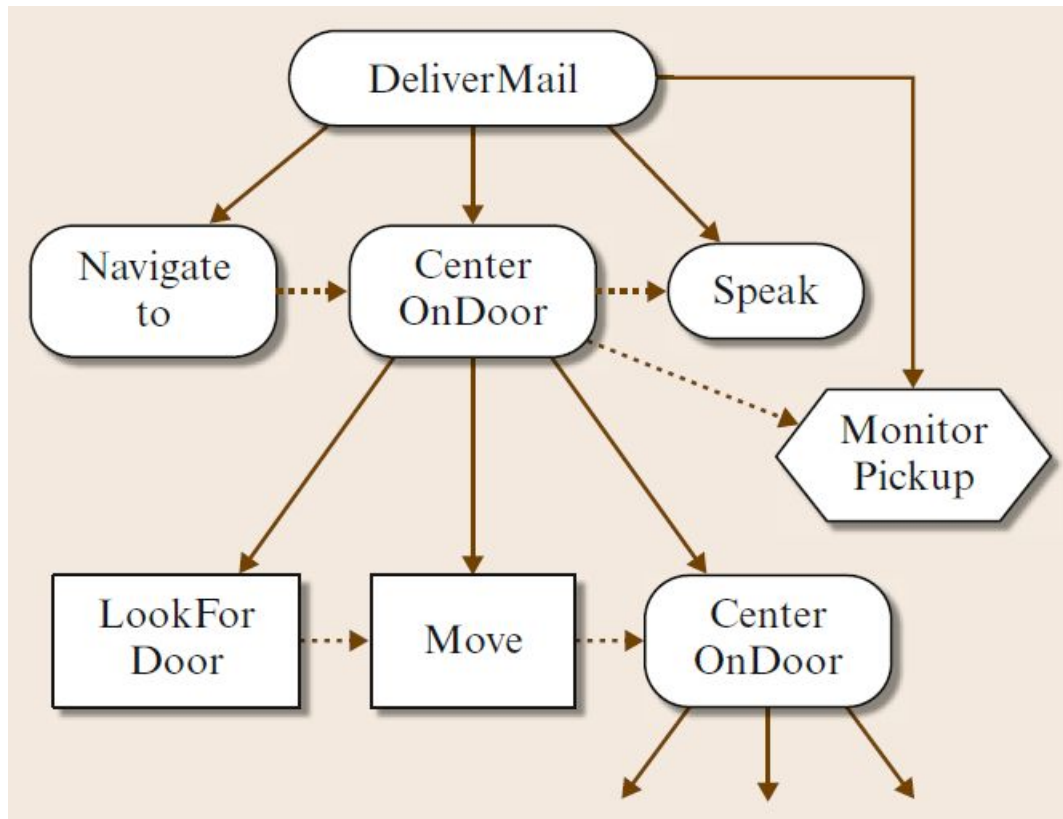 DeliverMail
Navigate
to
Center
OnDoor
Speak
Monitor
Pickup
LookFor
Door
Move
Center
OnDoor